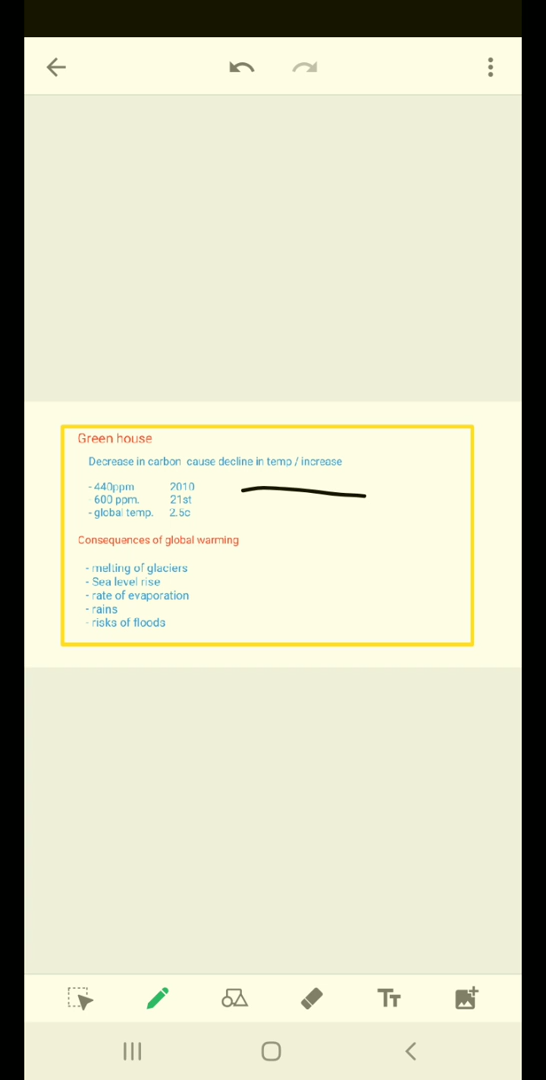 Green house
Decrease in carbon cause decline in temp / increase
- 440ppm 2010
600 ppm. 21st
- global temp. 2.5c
Consequences of global warming
- melting of glaciers
- Sea level rise
- rate of evaporation
- rains
- risks of floods
Tт